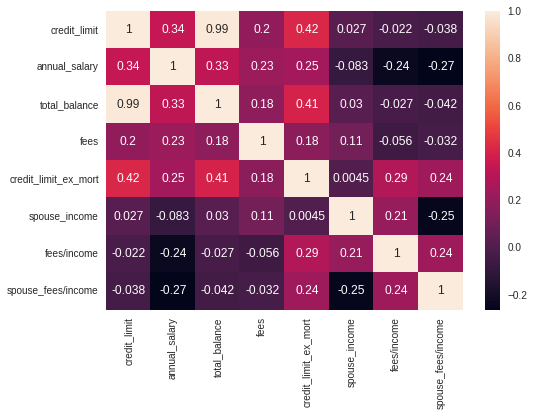 credit_limit 1 0.34 0.99 0.2 0.42 0.027 -0.022 -0.038
annual_salary 0.34 1 0.33 0.23 0.25 -0.083 -0.24 -0.27
total_balance 0.99 0.33 1 0.18 0.41 0.03 -0.027 -0.042
fees 0.2 0.23 0.18 1 0.18 0.11 -0.056 -0.032
credit_limit_ex_mort 0.42 0.25 0.41 0.18 1 0.0045 0.29 0.24
spouse_income 0.027 -0.083 0.03 0.11 0.0045 1 0.21 -0.25
fees/income -0.022 -0.24 -0.027 -0.056 0.29 0.21 1 0.24
spouse_fees/income -0.038 -0.27 -0.042 -0.032 0.24 -0.25 0.24 1
credit_limit
annual_salary
total_balance
fees
credit_limit_ex_mort
spouse_income
fees/income
spouse_fees/income
1.0
0.8
0.6
0.4
0.2
0.0
−0.2